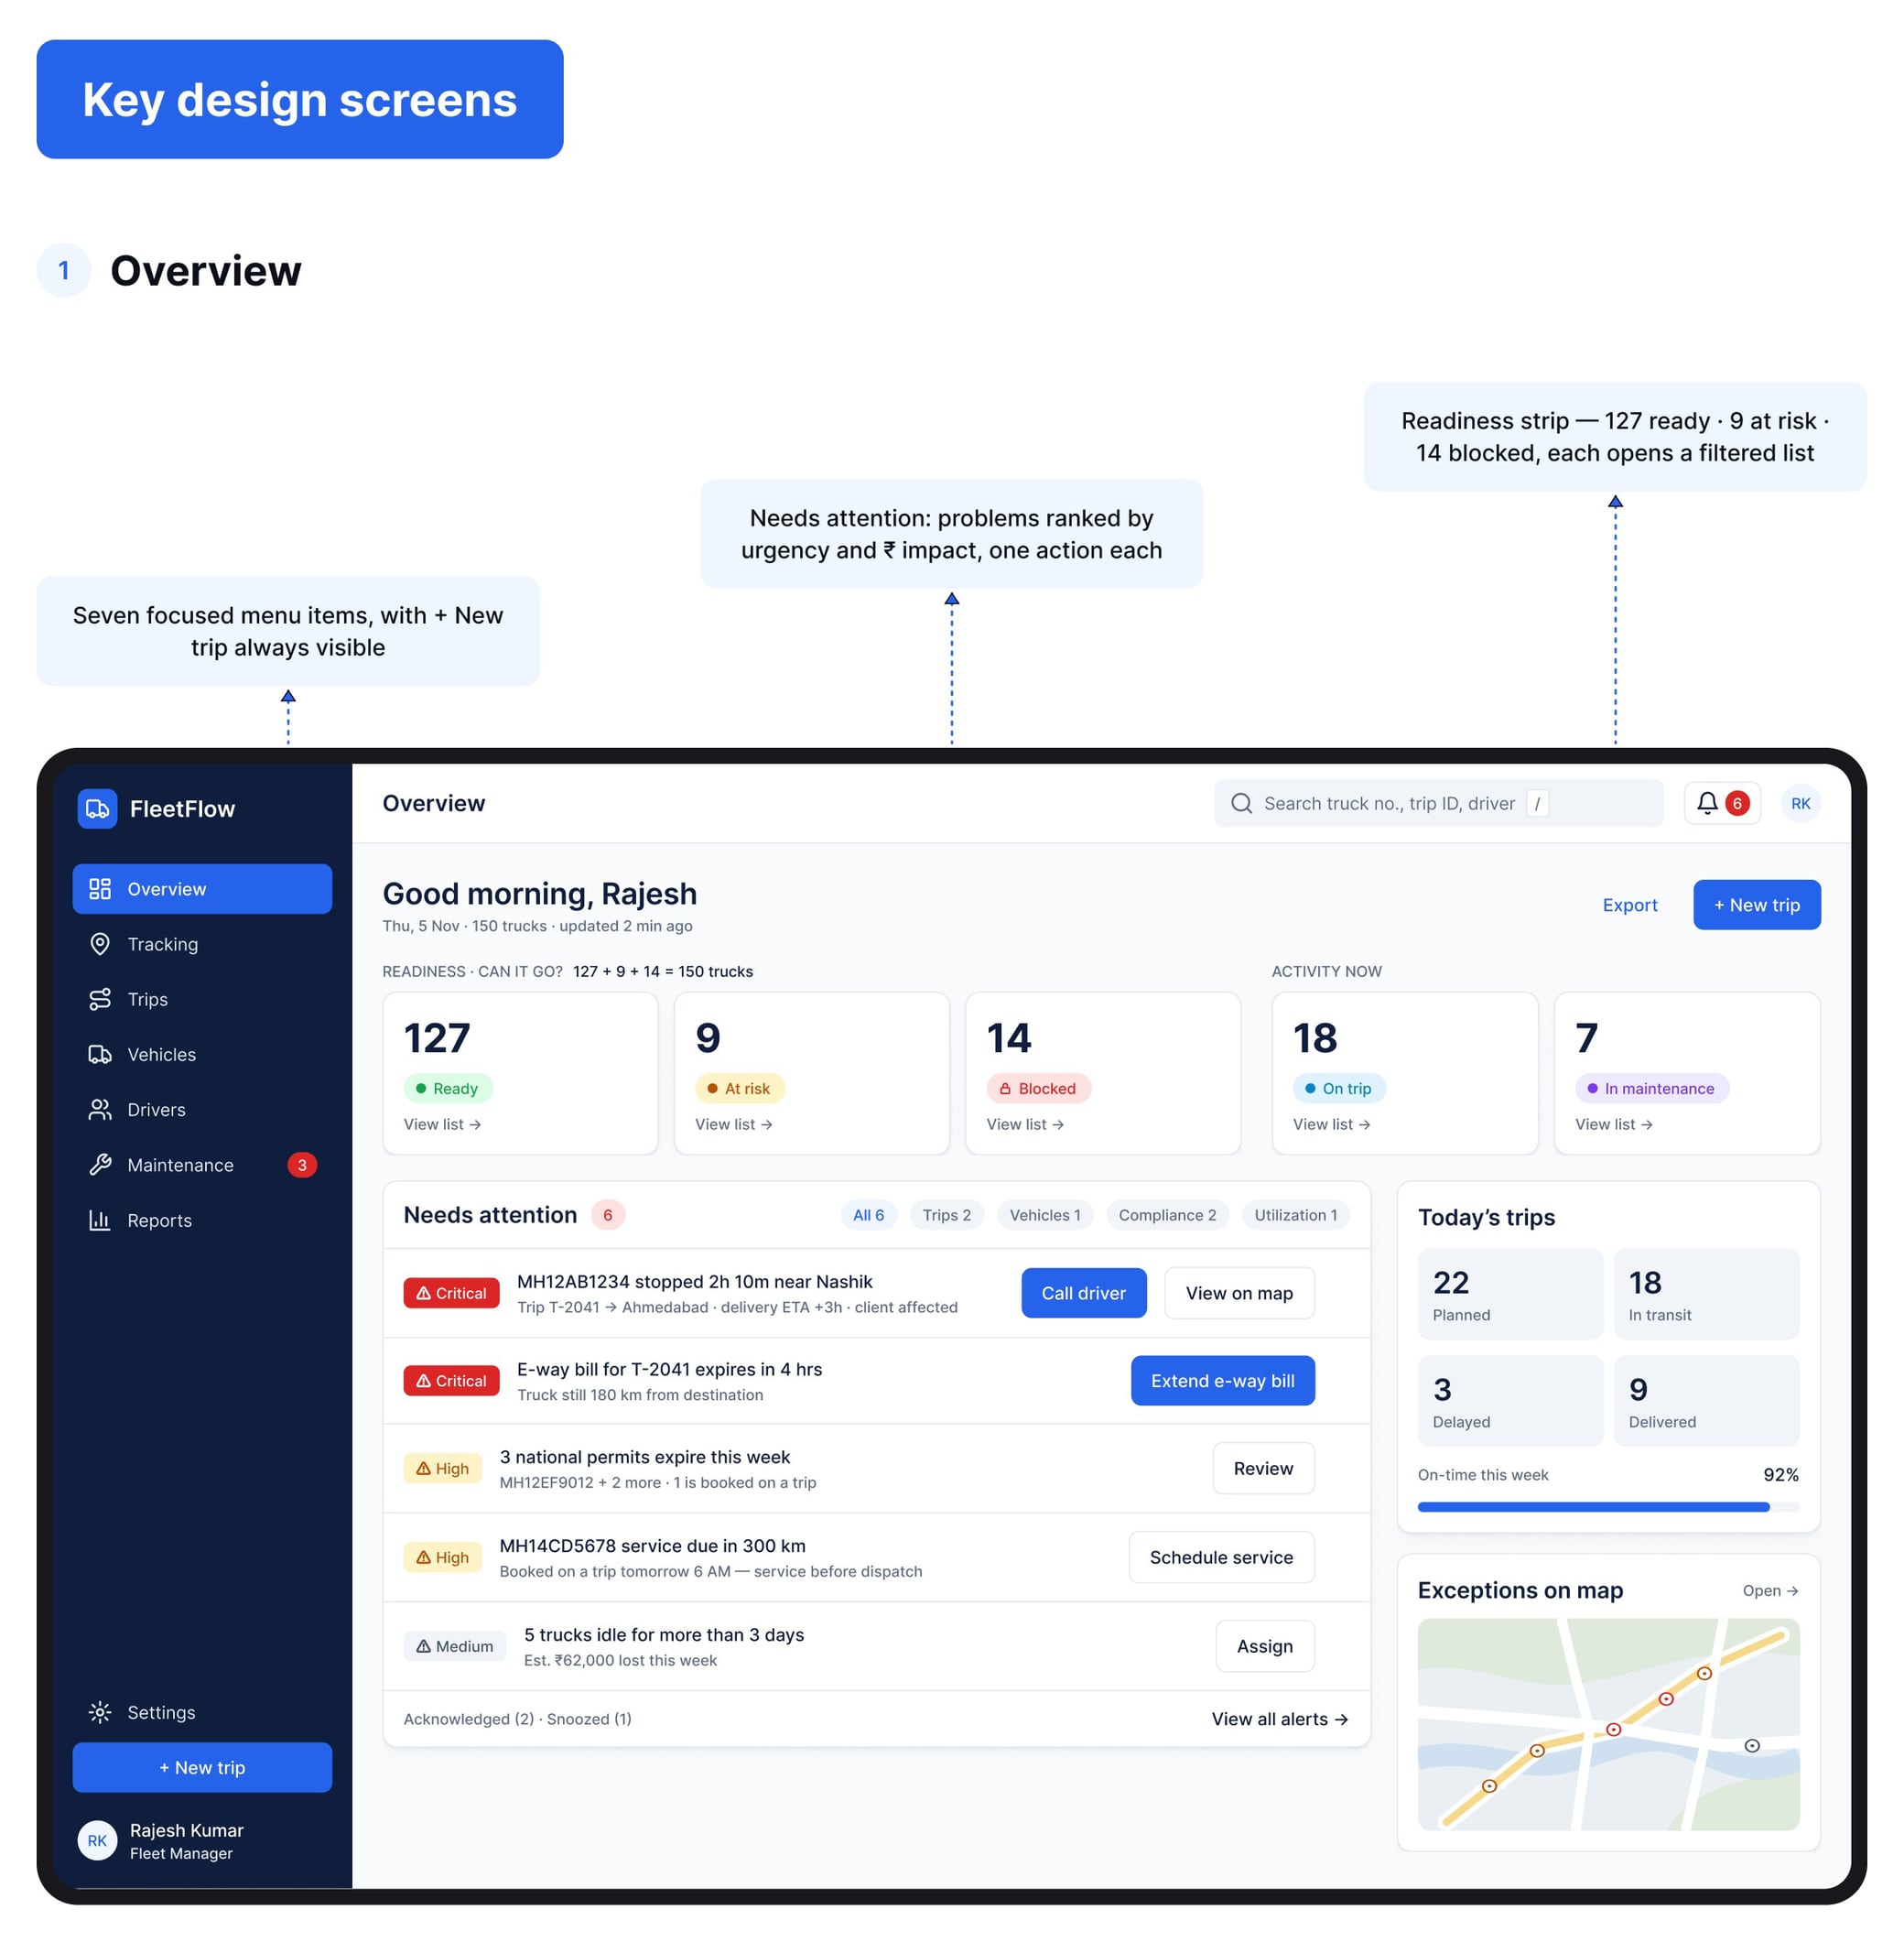 Key design screens
1 Overview
Readiness strip — 127 ready · 9 at risk ·
14 blocked, each opens a filtered list
Needs attention: problems ranked by
urgency and ₹ impact, one action each
Seven focused menu items, with + New
trip always visible
FleetFlow
Overview
Tracking
Trips
Vehicles
Drivers
Maintenance 3
Reports
Settings
+ New trip
RK
Rajesh Kumar
Fleet Manager
Overview
Search truck no., trip ID, driver /
6
RK
Good morning, Rajesh
Thu, 5 Nov · 150 trucks · updated 2 min ago
Export
+ New trip
READINESS · CAN IT GO? 127 + 9 + 14 = 150 trucks
127
Ready
View list →
9
At risk
View list →
14
Blocked
View list →
ACTIVITY NOW
18
On trip
View list →
7
In maintenance
View list →
Needs attention 6
All 6
Trips 2
Vehicles 1
Compliance 2
Utilization 1
Critical
MH12AB1234 stopped 2h 10m near Nashik
Trip T-2041 → Ahmedabad · delivery ETA +3h · client affected
Call driver
View on map
Critical
E-way bill for T-2041 expires in 4 hrs
Truck still 180 km from destination
Extend e-way bill
High
3 national permits expire this week
MH12EF9012 + 2 more · 1 is booked on a trip
Review
High
MH14CD5678 service due in 300 km
Booked on a trip tomorrow 6 AM — service before dispatch
Schedule service
Medium
5 trucks idle for more than 3 days
Est. ₹62,000 lost this week
Assign
Acknowledged (2) · Snoozed (1)
View all alerts →
Today’s trips
22
Planned
18
In transit
3
Delayed
9
Delivered
On-time this week 92%
Exceptions on map
Open →